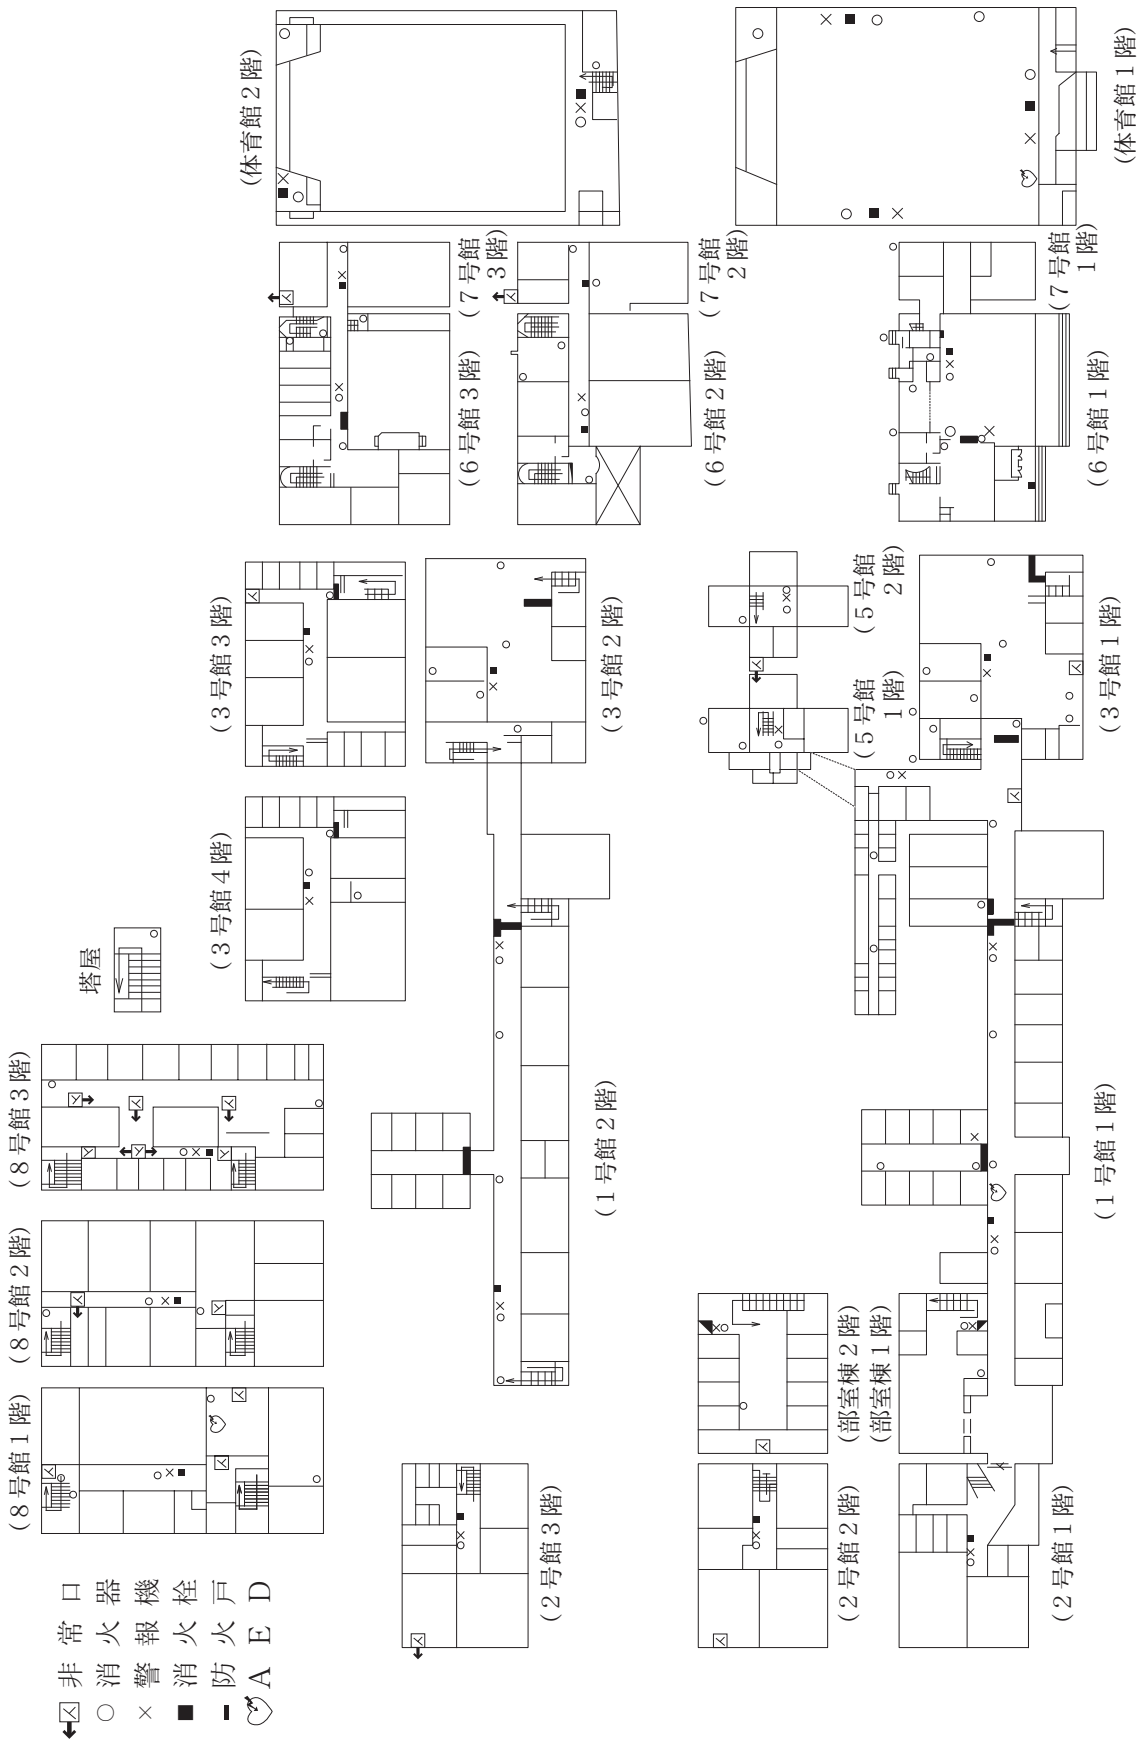 非常口
消火器
警報機
消火栓
防火戸
AED
(8号館1階)
(8号館2階)
(8号館3階)
塔屋
(3号館4階)
(3号館3階)
(体育館2階)
(6号館3階)
(7号館
3階)
(6号館2階)
(7号館
2階)
(2号館3階)
(1号館2階)
(3号館2階)
(2号館2階)
(部室棟2階)
(部室棟1階)
(5号館
1階)
(5号館
2階)
(7号館
1階)
(6号館1階)
(体育館1階)
(2号館1階)
(1号館1階)
(3号館1階)